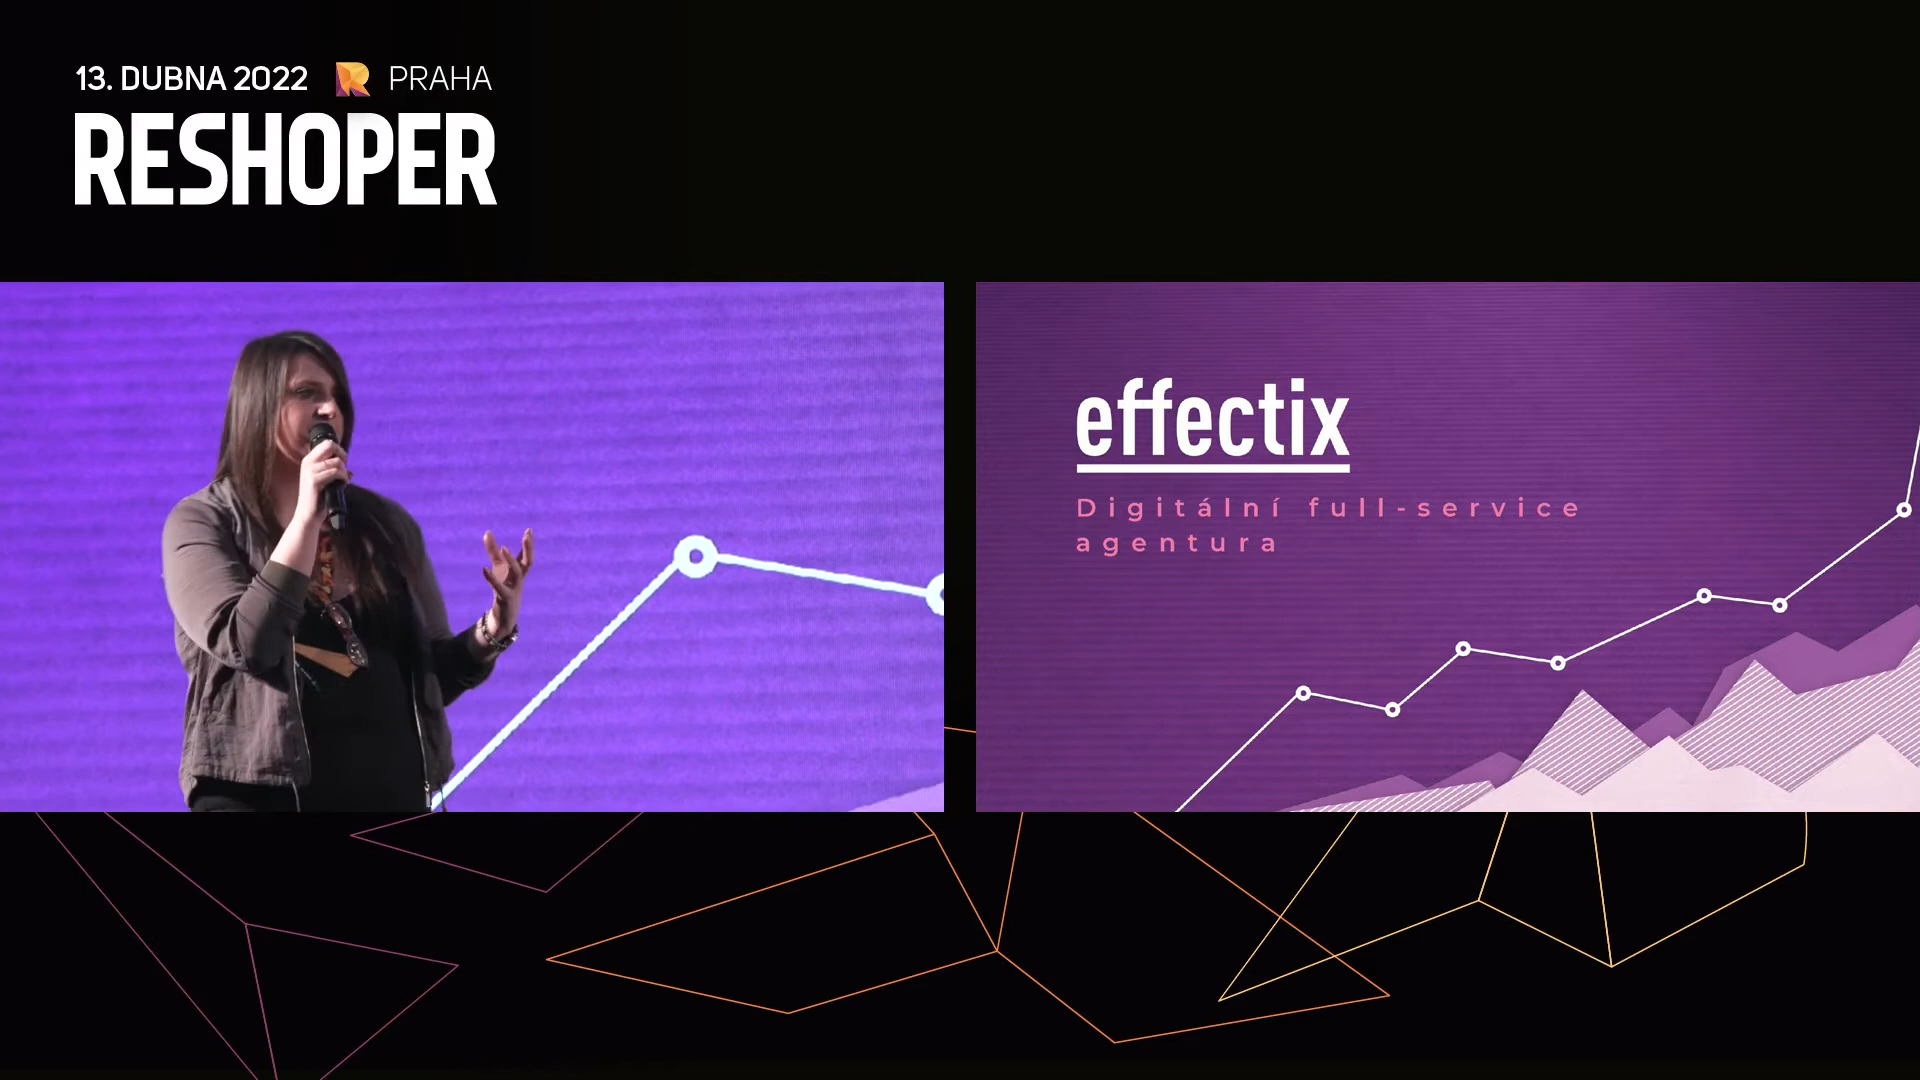 13. DUBNA 2022 PRAHA
RESHOPER
effectix
Digitální full-service
agentura